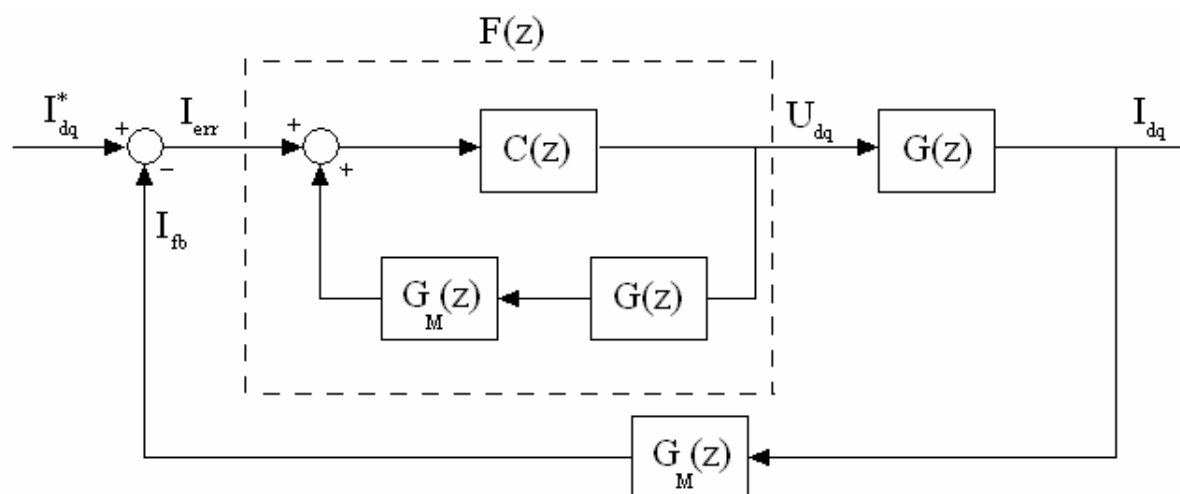 F(z)
I*dq
+
−
Ierr
+
+
C(z)
Udq
G(z)
Idq
Ifb
GM(z)
G(z)
GM(z)